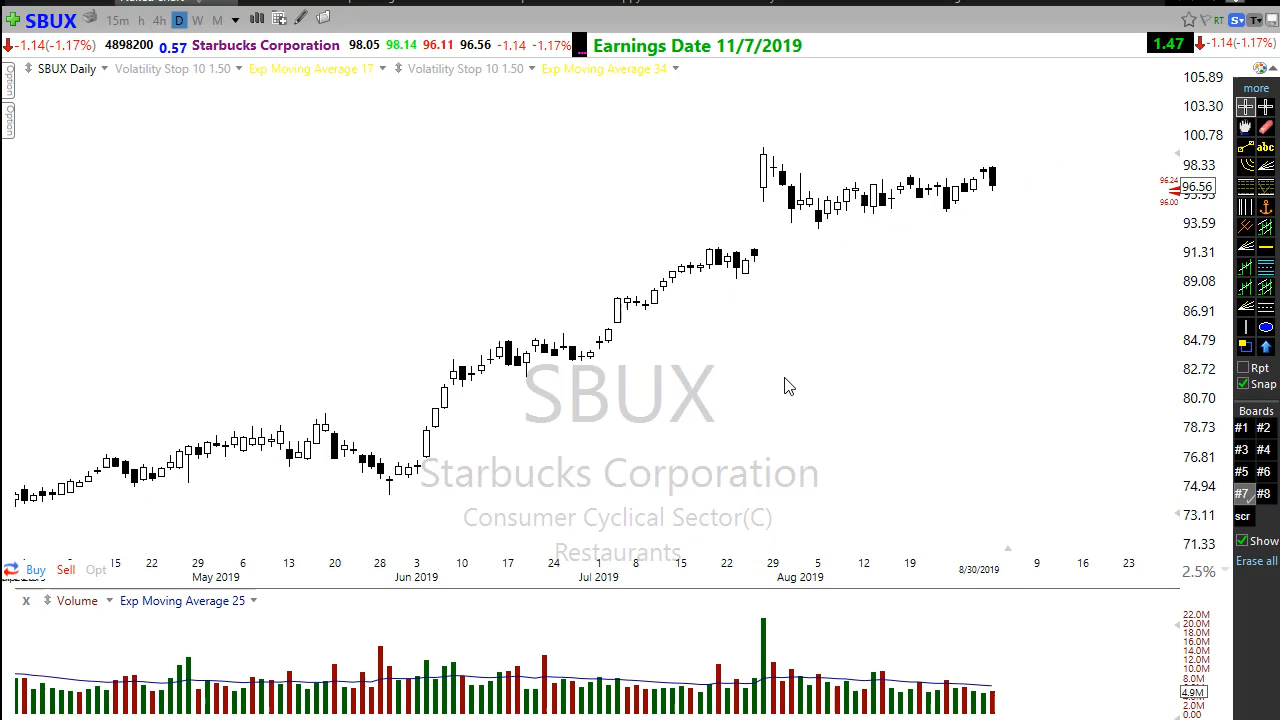 SBUX 15m h 4h D W M RT S T
-1.14(-1.17%) 4898200 0.57 Starbucks Corporation 98.05 98.14 96.11 96.56 -1.14 -1.17% Earnings Date 11/7/2019 1.47 -1.14(-1.17%)
SBUX Daily Volatility Stop 10 1.50 Exp Moving Average 17 Volatility Stop 10 1.50 Exp Moving Average 34
Option
Option
105.89
103.30
100.78
98.33
96.24
96.56
96.00
93.59
91.31
89.08
86.91
84.79
82.72
80.70
78.73
76.81
74.94
73.11
71.33
2.5%
SBUX
Starbucks Corporation
Consumer Cyclical Sector(C)
Restaurants
15 22 29 6 13 20 28 3 10 17 24 1 8 15 22 29 5 12 19 8/30/2019 9 16 23
May 2019 Jun 2019 Jul 2019 Aug 2019
Buy Sell Opt
X Volume Exp Moving Average 25
22.0M
20.0M
18.0M
16.0M
14.0M
12.0M
10.0M
8.0M
4.9M
2.0M
0.00
more
abc
Rpt
Snap
Boards
#1 #2
#3 #4
#5 #6
#7 #8
scr
Show
Erase all